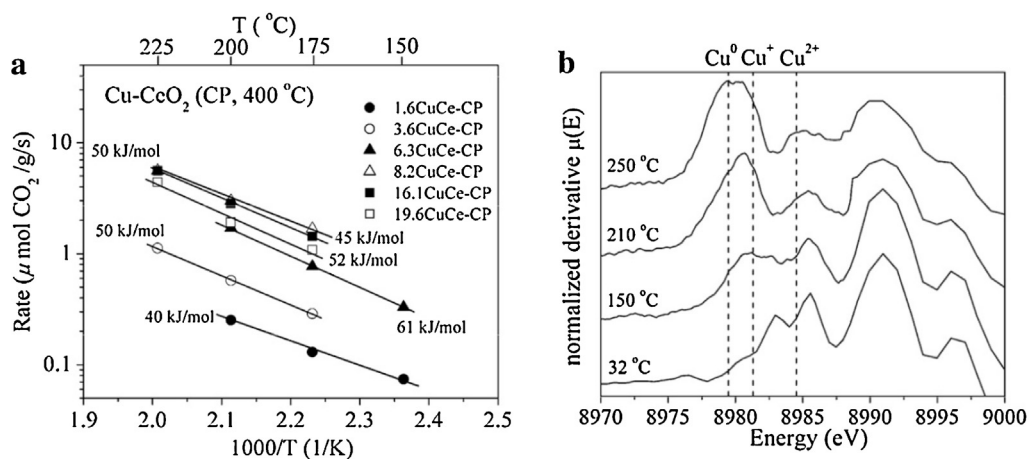 a
T ( °C)
225 200 175 150
Cu-CeO₂ (CP, 400 °C)
1.6CuCe-CP
3.6CuCe-CP
6.3CuCe-CP
8.2CuCe-CP
16.1CuCe-CP
19.6CuCe-CP
50 kJ/mol
50 kJ/mol
40 kJ/mol
45 kJ/mol
52 kJ/mol
61 kJ/mol
Rate (μ mol CO₂ /g/s)
10
1
0.1
1.9 2.0 2.1 2.2 2.3 2.4 2.5
1000/T (1/K)
b
Cu⁰ Cu⁺ Cu²⁺
250 °C
210 °C
150 °C
32 °C
normalized derivative μ(E)
8970 8975 8980 8985 8990 8995 9000
Energy (eV)